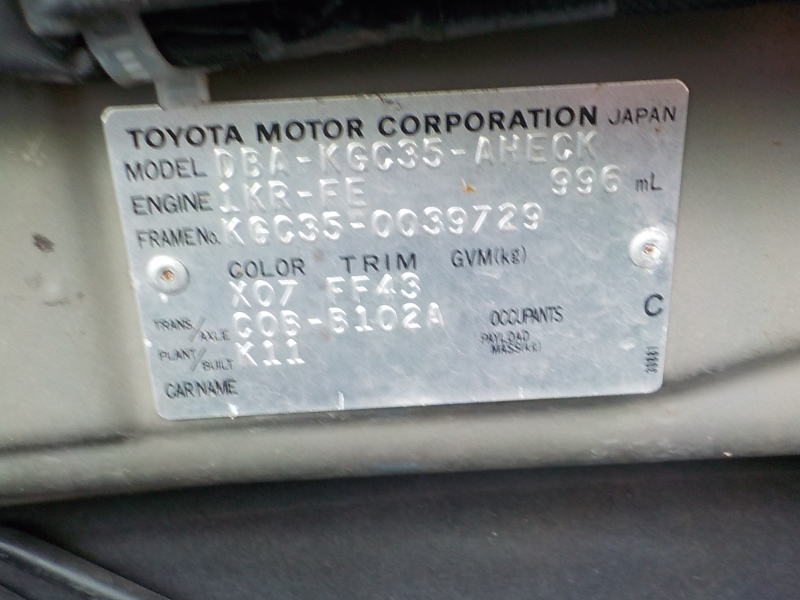 TOYOTA MOTOR CORPORATION JAPAN
MODEL DBA-KGC35-AHECK
ENGINE 1KR-FE 996 mL
FRAME No. KGC35-0039729
COLOR TRIM GVM(kg)
X07 FF43
TRANS/AXLE G0B-B102A OCCUPANTS C
PLANT/BUILT K11 PAYLOAD MASS(kg)
CAR NAME